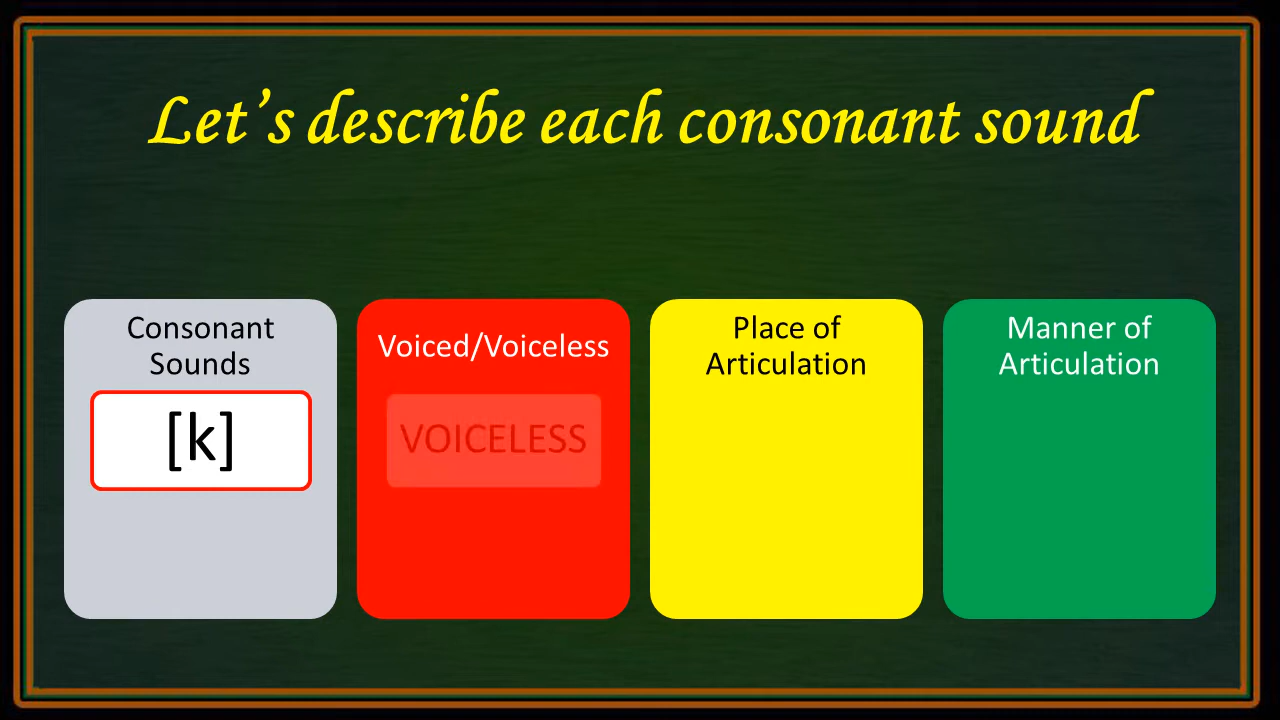 Let's describe each consonant sound
Consonant
Sounds
[k]
Voiced/Voiceless
VOICELESS
Place of
Articulation
Manner of
Articulation